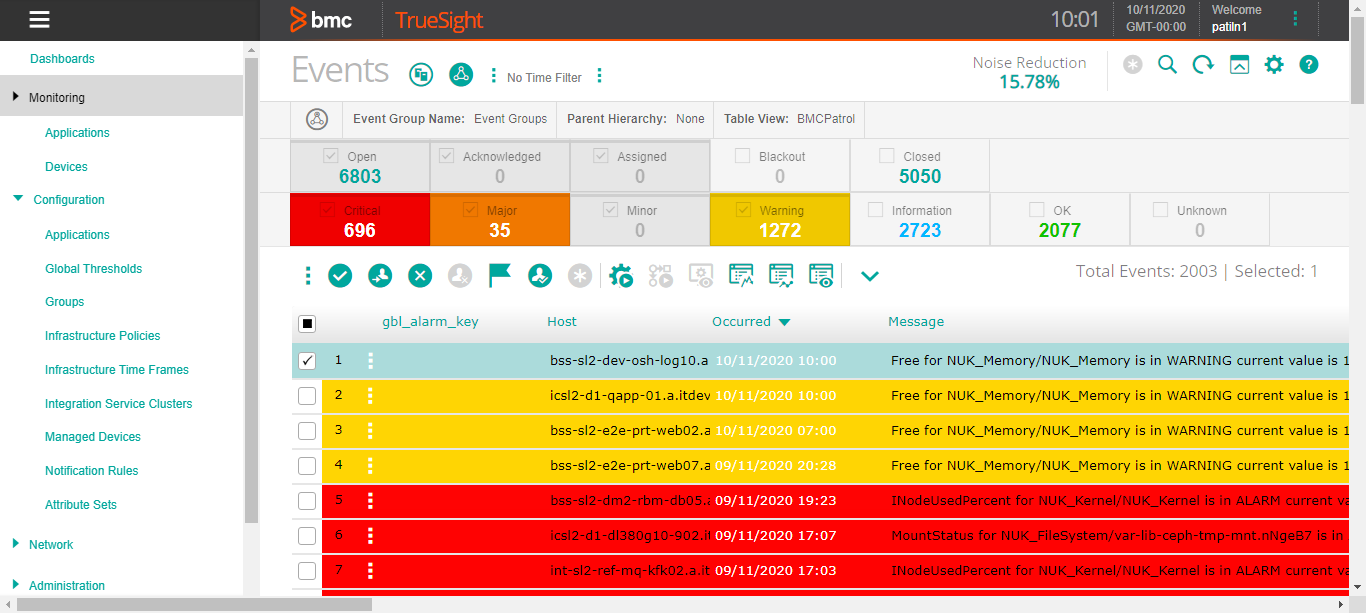 bmc TrueSight
10:01
10/11/2020
GMT-00:00
Welcome
patiln1
Dashboards
Monitoring
Applications
Devices
Configuration
Applications
Global Thresholds
Groups
Infrastructure Policies
Infrastructure Time Frames
Integration Service Clusters
Managed Devices
Notification Rules
Attribute Sets
Network
Administration
Events
No Time Filter
Noise Reduction
15.78%
Event Group Name: Event Groups
Parent Hierarchy: None
Table View: BMCPatrol
Open
6803
Acknowledged
0
Assigned
0
Blackout
0
Closed
5050
Critical
696
Major
35
Minor
0
Warning
1272
Information
2723
OK
2077
Unknown
0
Total Events: 2003 | Selected: 1
gbl_alarm_key Host Occurred Message
1 bss-sl2-dev-osh-log10.a 10/11/2020 10:00 Free for NUK_Memory/NUK_Memory is in WARNING current value is 1
2 icsl2-d1-qapp-01.a.itdev 10/11/2020 10:00 Free for NUK_Memory/NUK_Memory is in WARNING current value is 1
3 bss-sl2-e2e-prt-web02.a 10/11/2020 07:00 Free for NUK_Memory/NUK_Memory is in WARNING current value is 1
4 bss-sl2-e2e-prt-web07.a 09/11/2020 20:28 Free for NUK_Memory/NUK_Memory is in WARNING current value is 1
5 bss-sl2-dm2-rbm-db05.a 09/11/2020 19:23 INodeUsedPercent for NUK_Kernel/NUK_Kernel is in ALARM current va
6 icsl2-d1-dl380g10-902.it 09/11/2020 17:07 MountStatus for NUK_FileSystem/var-lib-ceph-tmp-mnt.nNgeB7 is in
7 int-sl2-ref-mq-kfk02.a.it 09/11/2020 17:03 INodeUsedPercent for NUK_Kernel/NUK_Kernel is in ALARM current va